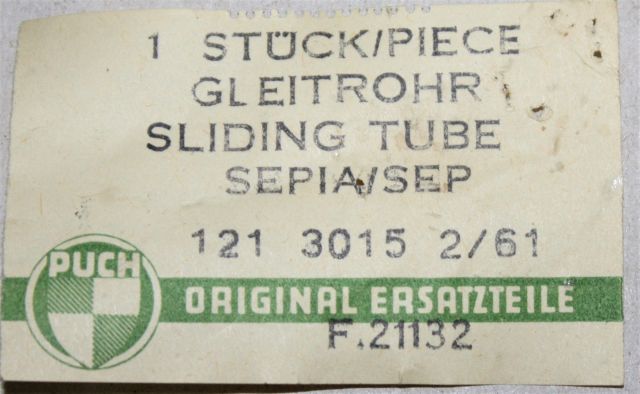 1 STÜCK/PIECE
GLEITROHR
SLIDING TUBE
SEPIA/SEP
121 3015 2/61
PUCH
ORIGINAL ERSATZTEILE
F.21132